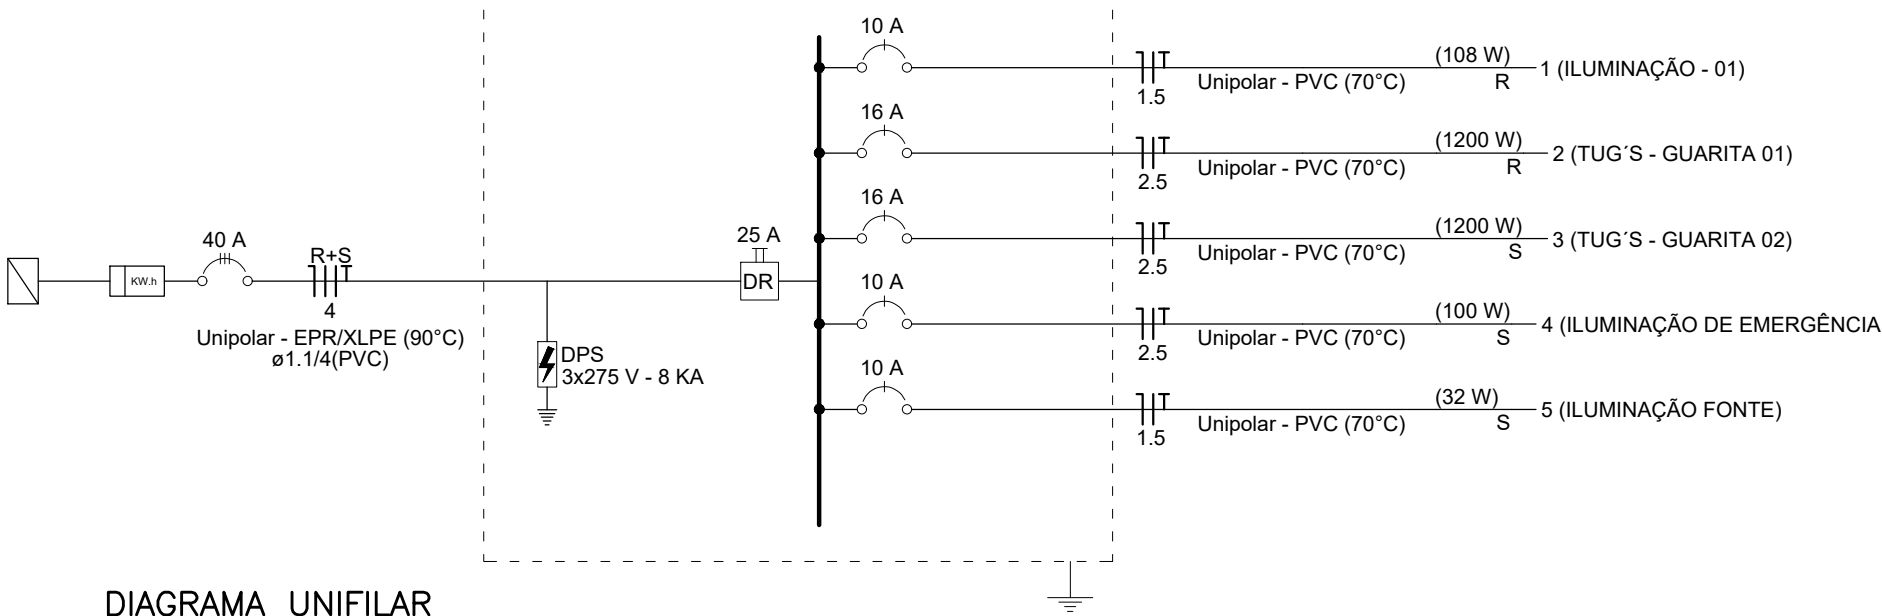 10 A
(108 W)
1 (ILUMINAÇÃO - 01)
Unipolar - PVC (70°C)
R
1.5
16 A
(1200 W)
2 (TUG´S - GUARITA 01)
Unipolar - PVC (70°C)
R
2.5
16 A
(1200 W)
3 (TUG´S - GUARITA 02)
Unipolar - PVC (70°C)
S
2.5
40 A
R+S
25 A
KW.h
DR
4
Unipolar - EPR/XLPE (90°C)
ø1.1/4(PVC)
10 A
(100 W)
4 (ILUMINAÇÃO DE EMERGÊNCIA
Unipolar - PVC (70°C)
S
2.5
DPS
3x275 V - 8 KA
10 A
(32 W)
5 (ILUMINAÇÃO FONTE)
Unipolar - PVC (70°C)
S
1.5
DIAGRAMA UNIFILAR